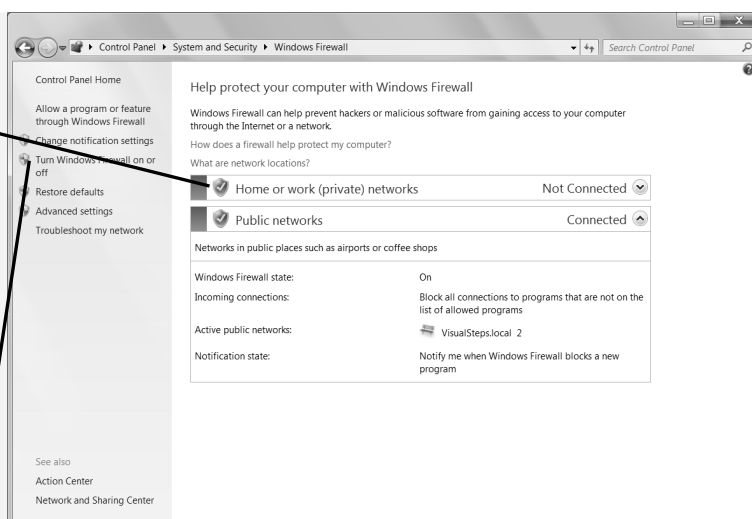 Control Panel
System and Security
Windows Firewall
Search Control Panel
Control Panel Home
Allow a program or feature
through Windows Firewall
Change notification settings
Turn Windows Firewall on or
off
Restore defaults
Advanced settings
Troubleshoot my network
See also
Action Center
Network and Sharing Center
Help protect your computer with Windows Firewall
Windows Firewall can help prevent hackers or malicious software from gaining access to your computer
through the Internet or a network.
How does a firewall help protect my computer?
What are network locations?
Home or work (private) networks Not Connected
Public networks Connected
Networks in public places such as airports or coffee shops
Windows Firewall state: On
Incoming connections: Block all connections to programs that are not on the
list of allowed programs
Active public networks: VisualSteps.local 2
Notification state: Notify me when Windows Firewall blocks a new
program